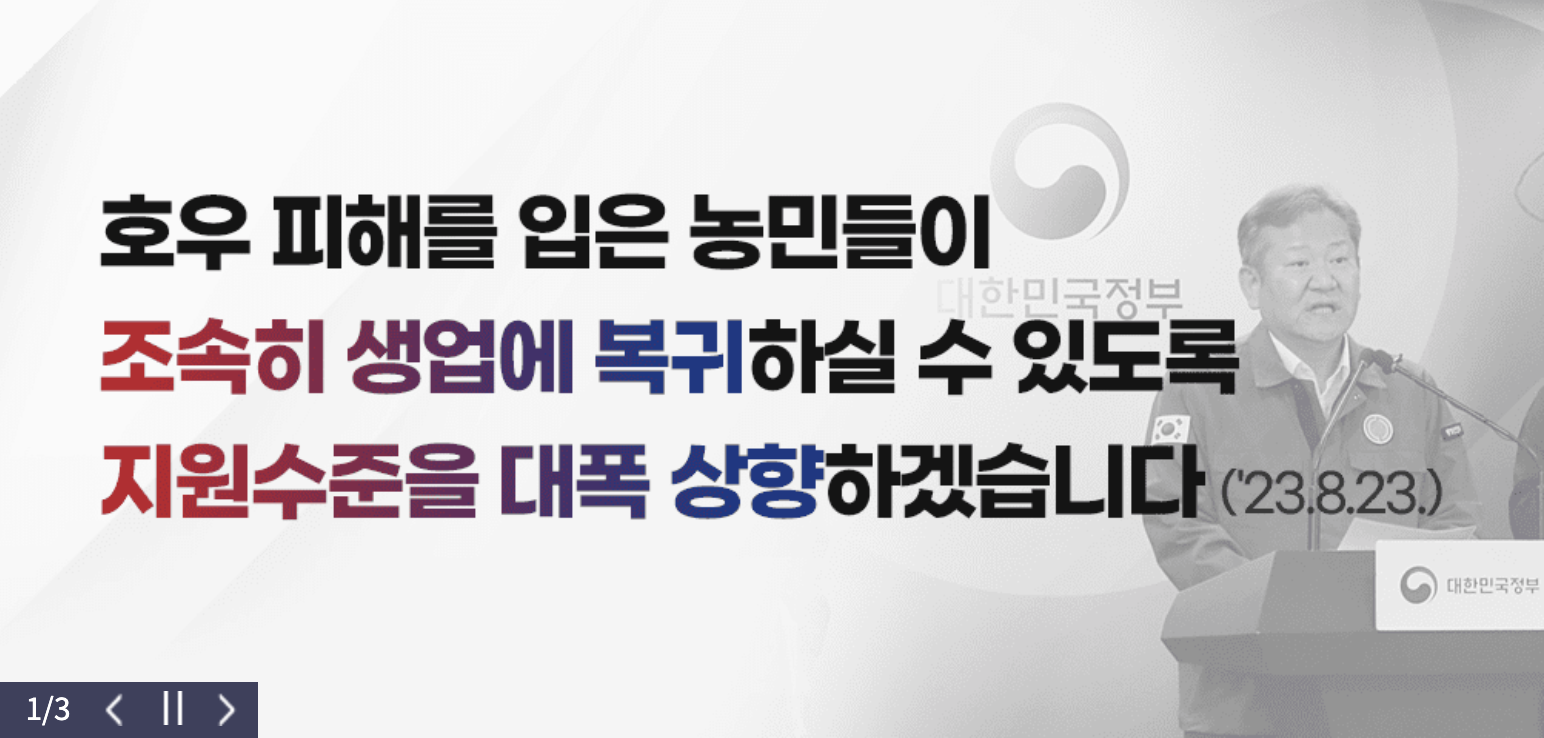 대한민국정부
호우 피해를 입은 농민들이
조속히 생업에 복귀하실 수 있도록
지원수준을 대폭 상향하겠습니다 ('23.8.23.)
대한민국정부
1/3